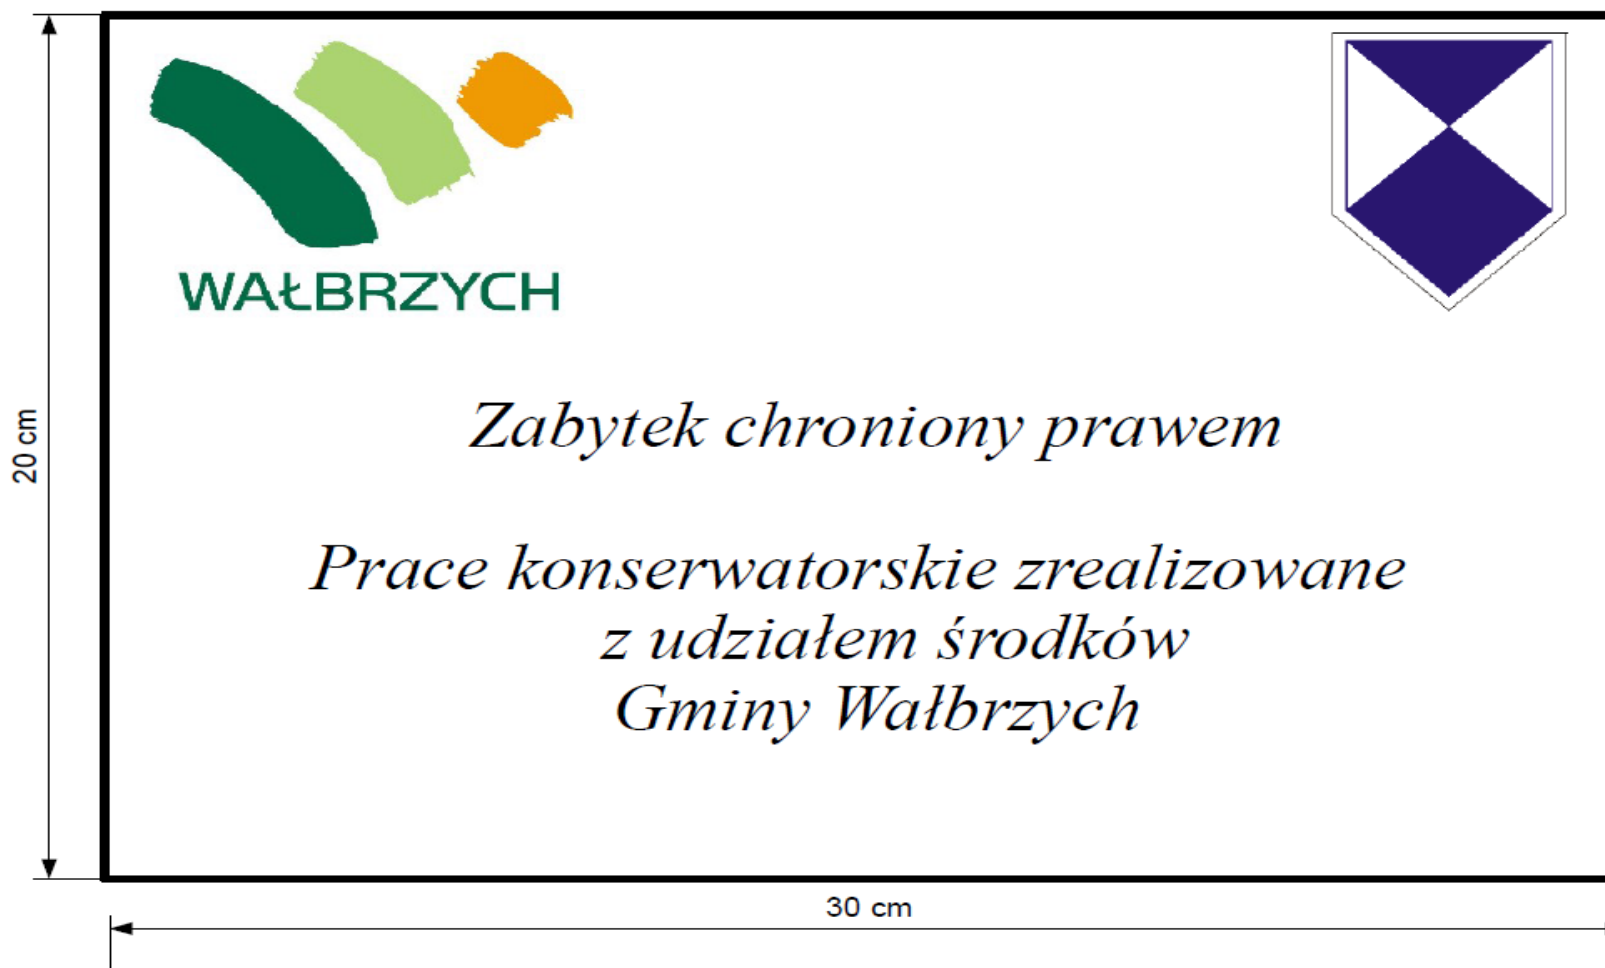 WAŁBRZYCH
20 cm
Zabytek chroniony prawem
Prace konserwatorskie zrealizowane
z udziałem środków
Gminy Wałbrzych
30 cm